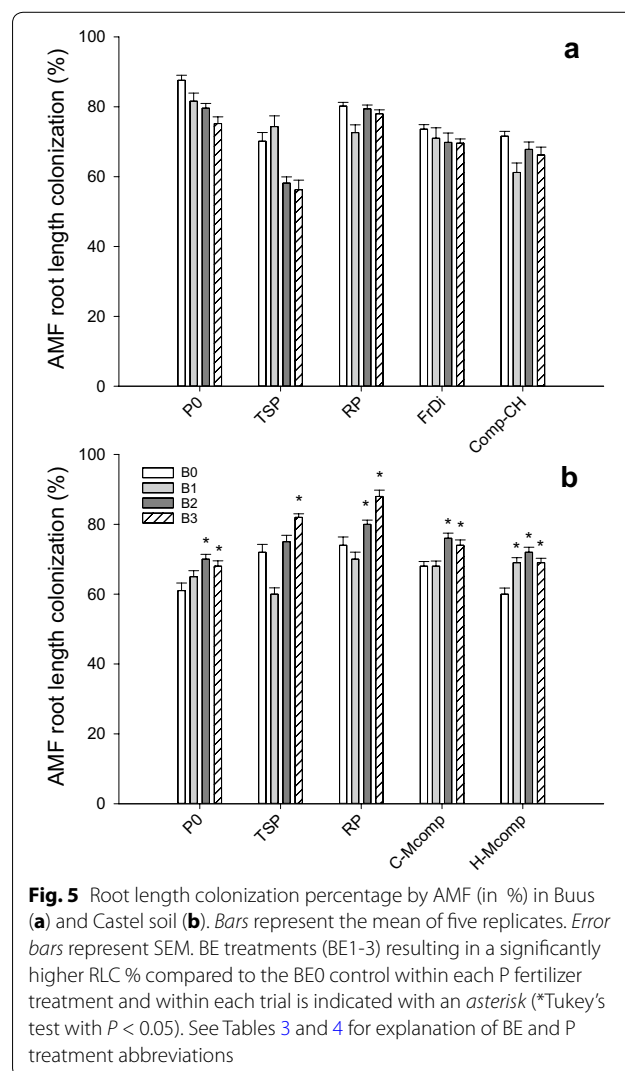 a
AMF root length colonization (%)
100
80
60
40
20
0
P0
TSP
RP
FrDi
Comp-CH
b
AMF root length colonization (%)
100
80
60
40
20
0
B0
B1
B2
B3
* *
*
* *
* *
* * *
P0
TSP
RP
C-Mcomp
H-Mcomp
Fig. 5 Root length colonization percentage by AMF (in %) in Buus
(a) and Castel soil (b). Bars represent the mean of five replicates. Error
bars represent SEM. BE treatments (BE1-3) resulting in a significantly
higher RLC % compared to the BE0 control within each P fertilizer
treatment and within each trial is indicated with an asterisk (*Tukey's
test with P < 0.05). See Tables 3 and 4 for explanation of BE and P
treatment abbreviations